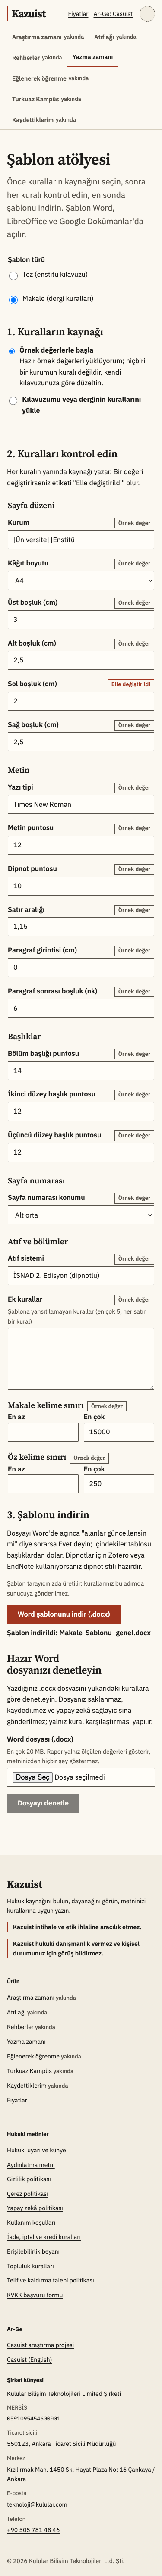 Kazuist
Fiyatlar Ar-Ge: Casuist
Araştırma zamanı yakında Atıf ağı yakında
Rehberler yakında Yazma zamanı
Eğlenerek öğrenme yakında
Turkuaz Kampüs yakında
Kaydettiklerim yakında
Şablon atölyesi
Önce kuralların kaynağını seçin, sonra
kuralları kontrol edin, en sonda
şablonu indirin. Şablon Word,
LibreOffice ve Google Dokümanlar'da
açılır.
Şablon türü
Tez (enstitü kılavuzu)
Makale (dergi kuralları)
1. Kuralların kaynağı
Örnek değerlerle başla
Hazır örnek değerleri yüklüyorum; hiçbiri
bir kurumun kuralı değildir, kendi
kılavuzunuza göre düzeltin.
Kılavuzumu veya derginin kurallarını
yükle
2. Kuralları kontrol edin
Her kuralın yanında kaynağı yazar. Bir değeri
değiştirirseniz etiketi "Elle değiştirildi" olur.
Sayfa düzeni
Kurum Örnek değer
[Üniversite] [Enstitü]
Kâğıt boyutu Örnek değer
A4
Üst boşluk (cm) Örnek değer
3
Alt boşluk (cm) Örnek değer
2,5
Sol boşluk (cm) Elle değiştirildi
2
Sağ boşluk (cm) Örnek değer
2,5
Metin
Yazı tipi Örnek değer
Times New Roman
Metin puntosu Örnek değer
12
Dipnot puntosu Örnek değer
10
Satır aralığı Örnek değer
1,15
Paragraf girintisi (cm) Örnek değer
0
Paragraf sonrası boşluk (nk) Örnek değer
6
Başlıklar
Bölüm başlığı puntosu Örnek değer
14
İkinci düzey başlık puntosu Örnek değer
12
Üçüncü düzey başlık puntosu Örnek değer
12
Sayfa numarası
Sayfa numarası konumu Örnek değer
Alt orta
Atıf ve bölümler
Atıf sistemi Örnek değer
İSNAD 2. Edisyon (dipnotlu)
Ek kurallar Örnek değer
Şablona yansıtılamayan kurallar (en çok 5, her satır
bir kural)
Makale kelime sınırı Örnek değer
En az En çok
15000
Öz kelime sınırı Örnek değer
En az En çok
250
3. Şablonu indirin
Dosyayı Word'de açınca "alanlar güncellensin
mi" diye sorarsa Evet deyin; içindekiler tablosu
başlıklardan dolar. Dipnotlar için Zotero veya
EndNote kullanıyorsanız dipnot stili hazırdır.
Şablon tarayıcınızda üretilir; kurallarınız bu adımda
sunucuya gönderilmez.
Word şablonunu indir (.docx)
Şablon indirildi: Makale_Sablonu_genel.docx
Hazır Word
dosyanızı denetleyin
Yazdığınız .docx dosyasını yukarıdaki kurallara
göre denetleyin. Dosyanız saklanmaz,
kaydedilmez ve yapay zekâ sağlayıcısına
gönderilmez; yalnız kural karşılaştırması yapılır.
Word dosyası (.docx)
En çok 20 MB. Rapor yalnız ölçülen değerleri gösterir,
metninizden hiçbir şey göstermez.
Dosya Seç Dosya seçilmedi
Dosyayı denetle
Kazuist
Hukuk kaynağını bulun, dayanağını görün, metninizi
kurallarına uygun yazın.
Kazuist intihale ve etik ihlaline aracılık etmez.
Kazuist hukuki danışmanlık vermez ve kişisel
durumunuz için görüş bildirmez.
Ürün
Araştırma zamanı yakında
Atıf ağı yakında
Rehberler yakında
Yazma zamanı
Eğlenerek öğrenme yakında
Turkuaz Kampüs yakında
Kaydettiklerim yakında
Fiyatlar
Hukuki metinler
Hukuki uyarı ve künye
Aydınlatma metni
Gizlilik politikası
Çerez politikası
Yapay zekâ politikası
Kullanım koşulları
İade, iptal ve kredi kuralları
Erişilebilirlik beyanı
Topluluk kuralları
Telif ve kaldırma talebi politikası
KVKK başvuru formu
Ar-Ge
Casuist araştırma projesi
Casuist (English)
Şirket künyesi
Kulular Bilişim Teknolojileri Limited Şirketi
MERSİS
0591095454600001
Ticaret sicili
550123, Ankara Ticaret Sicili Müdürlüğü
Merkez
Kızılırmak Mah. 1450 Sk. Hayat Plaza No: 16 Çankaya /
Ankara
E-posta
teknoloji@kulular.com
Telefon
+90 505 781 48 46
© 2026 Kulular Bilişim Teknolojileri Ltd. Şti.